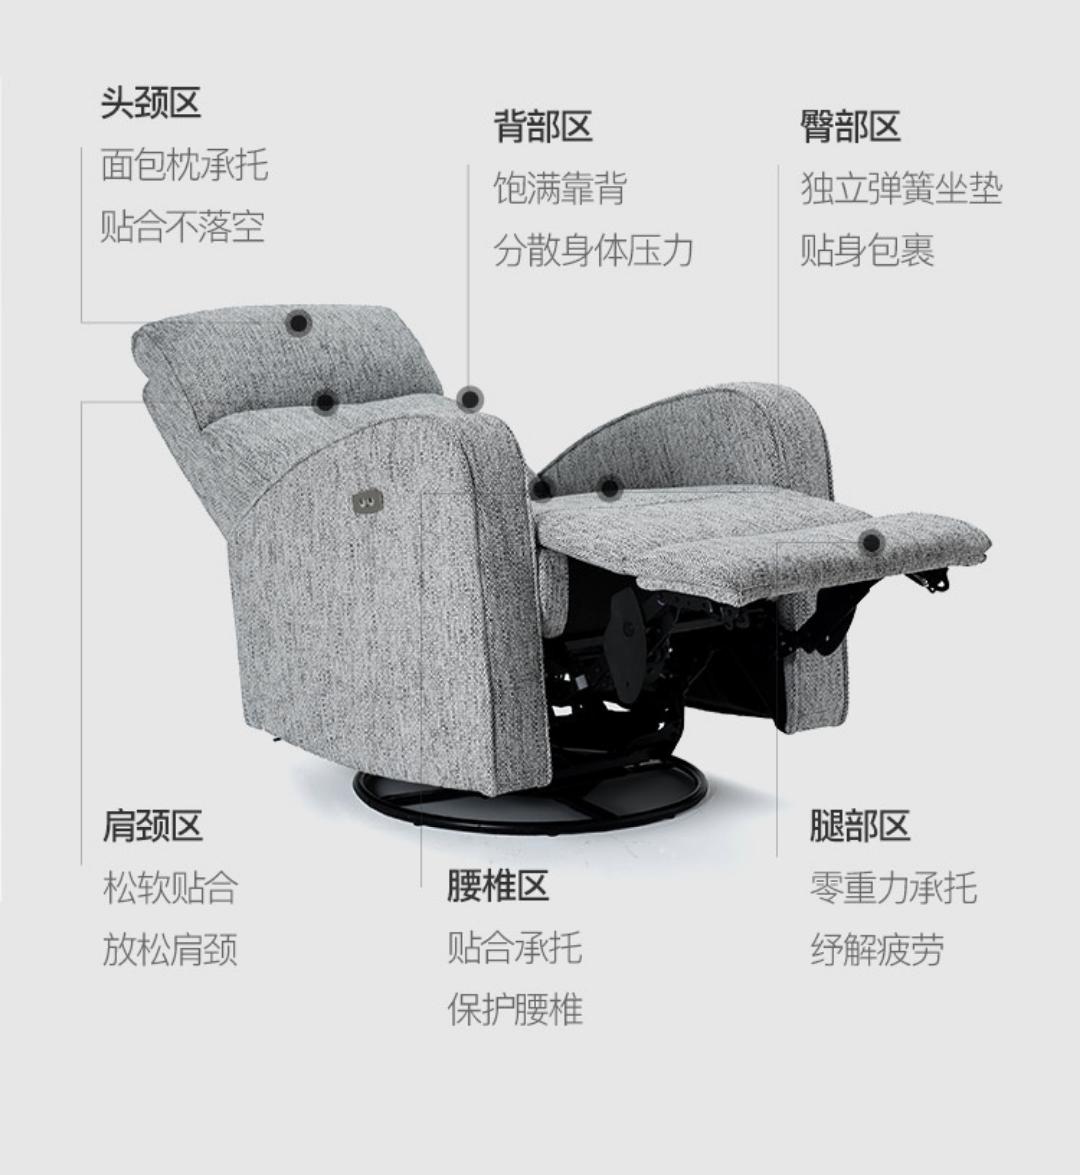 头颈区
面包枕承托
贴合不落空
背部区
饱满靠背
分散身体压力
臀部区
独立弹簧坐垫
贴身包裹
肩颈区
松软贴合
放松肩颈
腰椎区
贴合承托
保护腰椎
腿部区
零重力承托
纾解疲劳